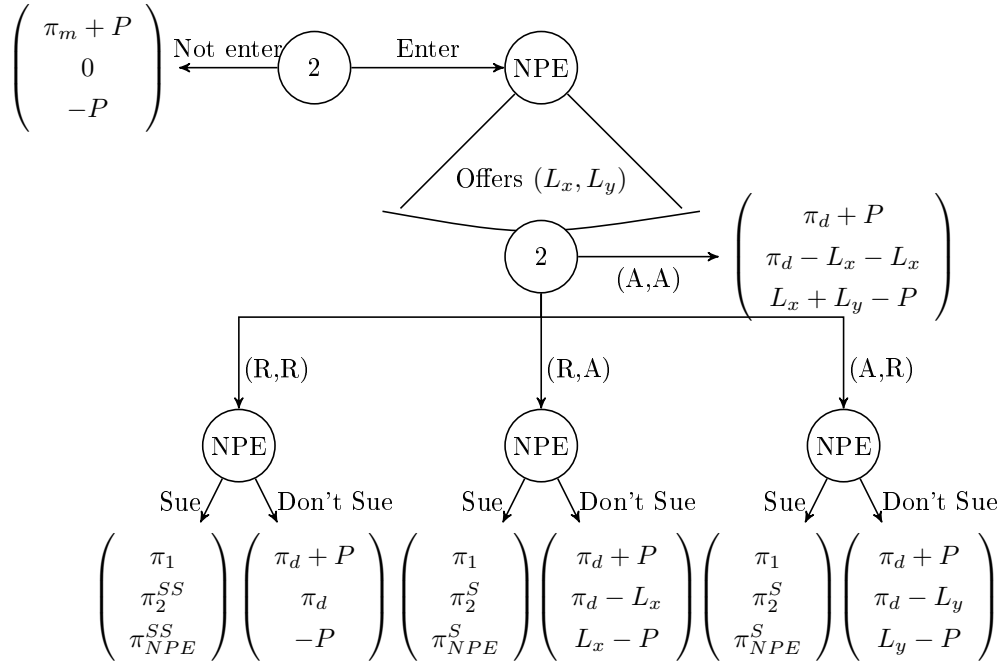 π_m + P
0
−P
Not enter
2
Enter
NPE
Offers (L_x, L_y)
2
(A,A)
π_d + P
π_d − L_x − L_x
L_x + L_y − P
(R,R)
(R,A)
(A,R)
NPE
NPE
NPE
Sue
Don't Sue
Sue
Don't Sue
Sue
Don't Sue
π_1
π_2^{SS}
π_{NPE}^{SS}
π_d + P
π_d
−P
π_1
π_2^S
π_{NPE}^S
π_d + P
π_d − L_x
L_x − P
π_1
π_2^S
π_{NPE}^S
π_d + P
π_d − L_y
L_y − P